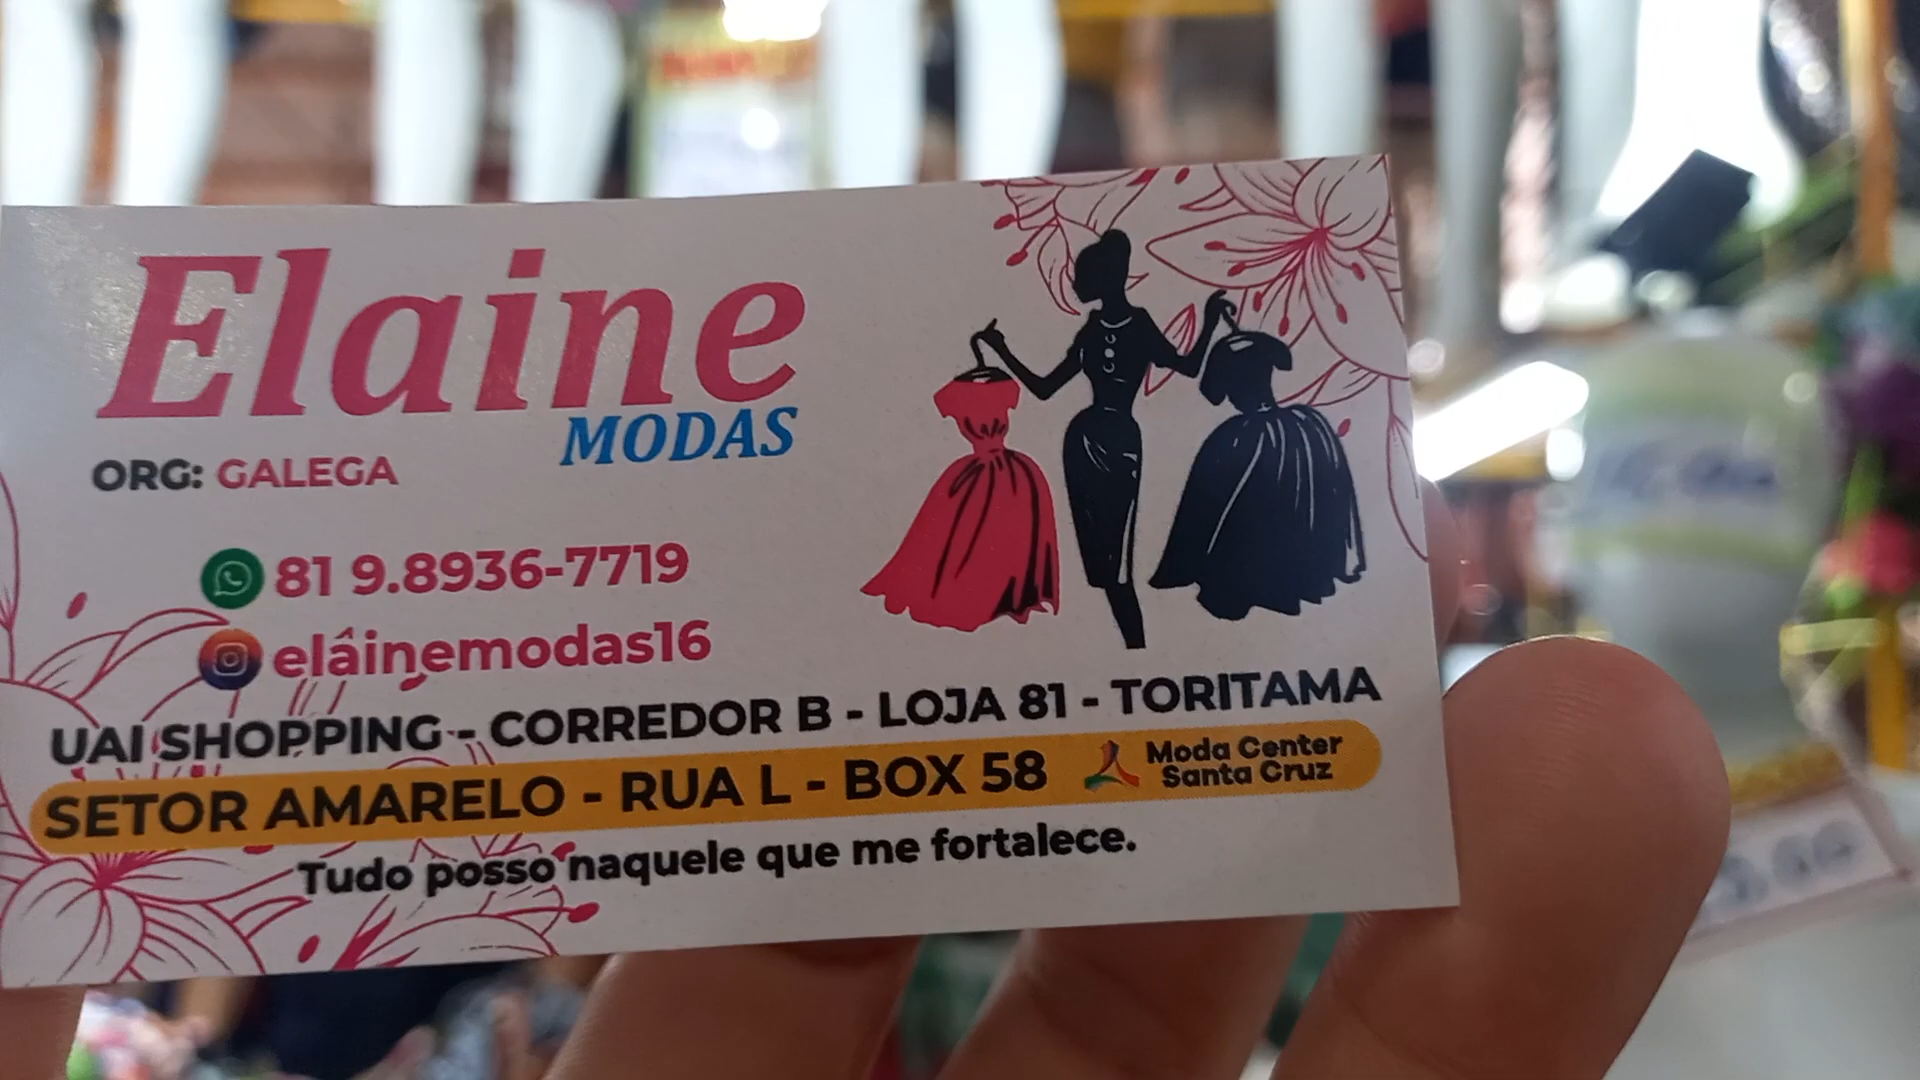 Elaine
MODAS
ORG: GALEGA
81 9.8936-7719
elâinemodas16
UAI SHOPPING - CORREDOR B - LOJA 81 - TORITAMA
SETOR AMARELO - RUA L - BOX 58
Moda Center
Santa Cruz
Tudo posso naquele que me fortalece.